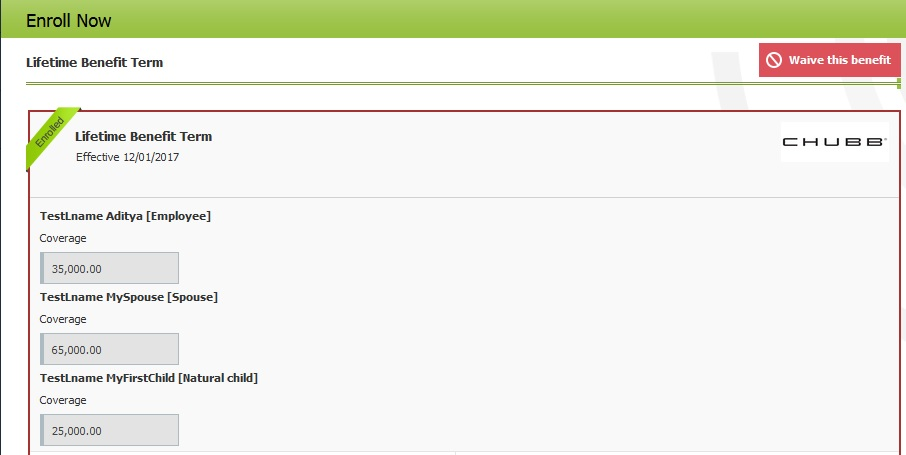 Enroll Now
Lifetime Benefit Term
Waive this benefit
Enrolled
Lifetime Benefit Term
Effective 12/01/2017
CHUBB
TestLname Aditya [Employee]
Coverage
35,000.00
TestLname MySpouse [Spouse]
Coverage
65,000.00
TestLname MyFirstChild [Natural child]
Coverage
25,000.00